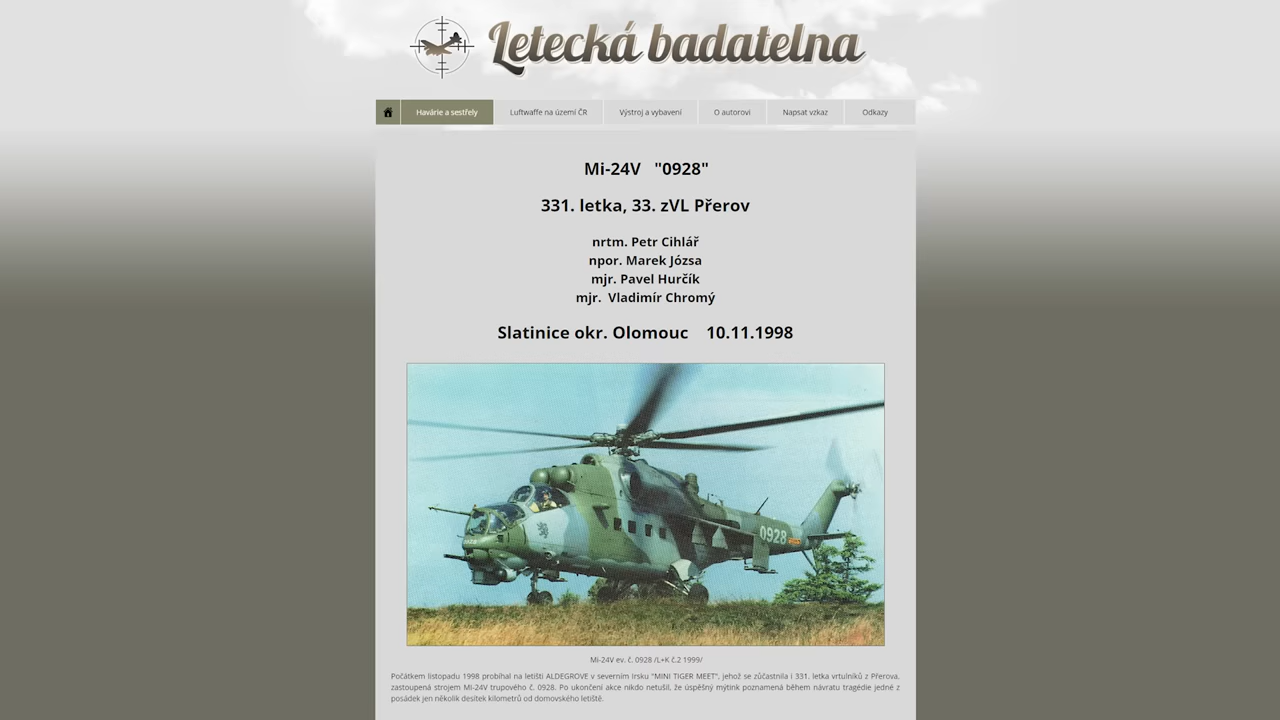 Letecká badatelna
Havárie a sestřely
Luftwaffe na území ČR
Výstroj a vybavení
O autorovi
Napsat vzkaz
Odkazy
Mi-24V "0928"
331. letka, 33. zVL Přerov
nrtm. Petr Cihlář
npor. Marek Józsa
mjr. Pavel Hurčík
mjr. Vladimír Chromý
Slatinice okr. Olomouc 10.11.1998
0928
Mi-24V ev. č. 0928 /L+K č.2 1999/
Počátkem listopadu 1998 probíhal na letišti ALDEGROVE v severním Irsku "MINI TIGER MEET", jehož se zůčastnila i 331. letka vrtulníků z Přerova,
zastoupená strojem Mi-24V trupového č. 0928. Po ukončení akce nikdo netušil, že úspěšný mýtink poznamená během návratu tragédie jedné z
posádek jen několik desítek kilometrů od domovského letiště.